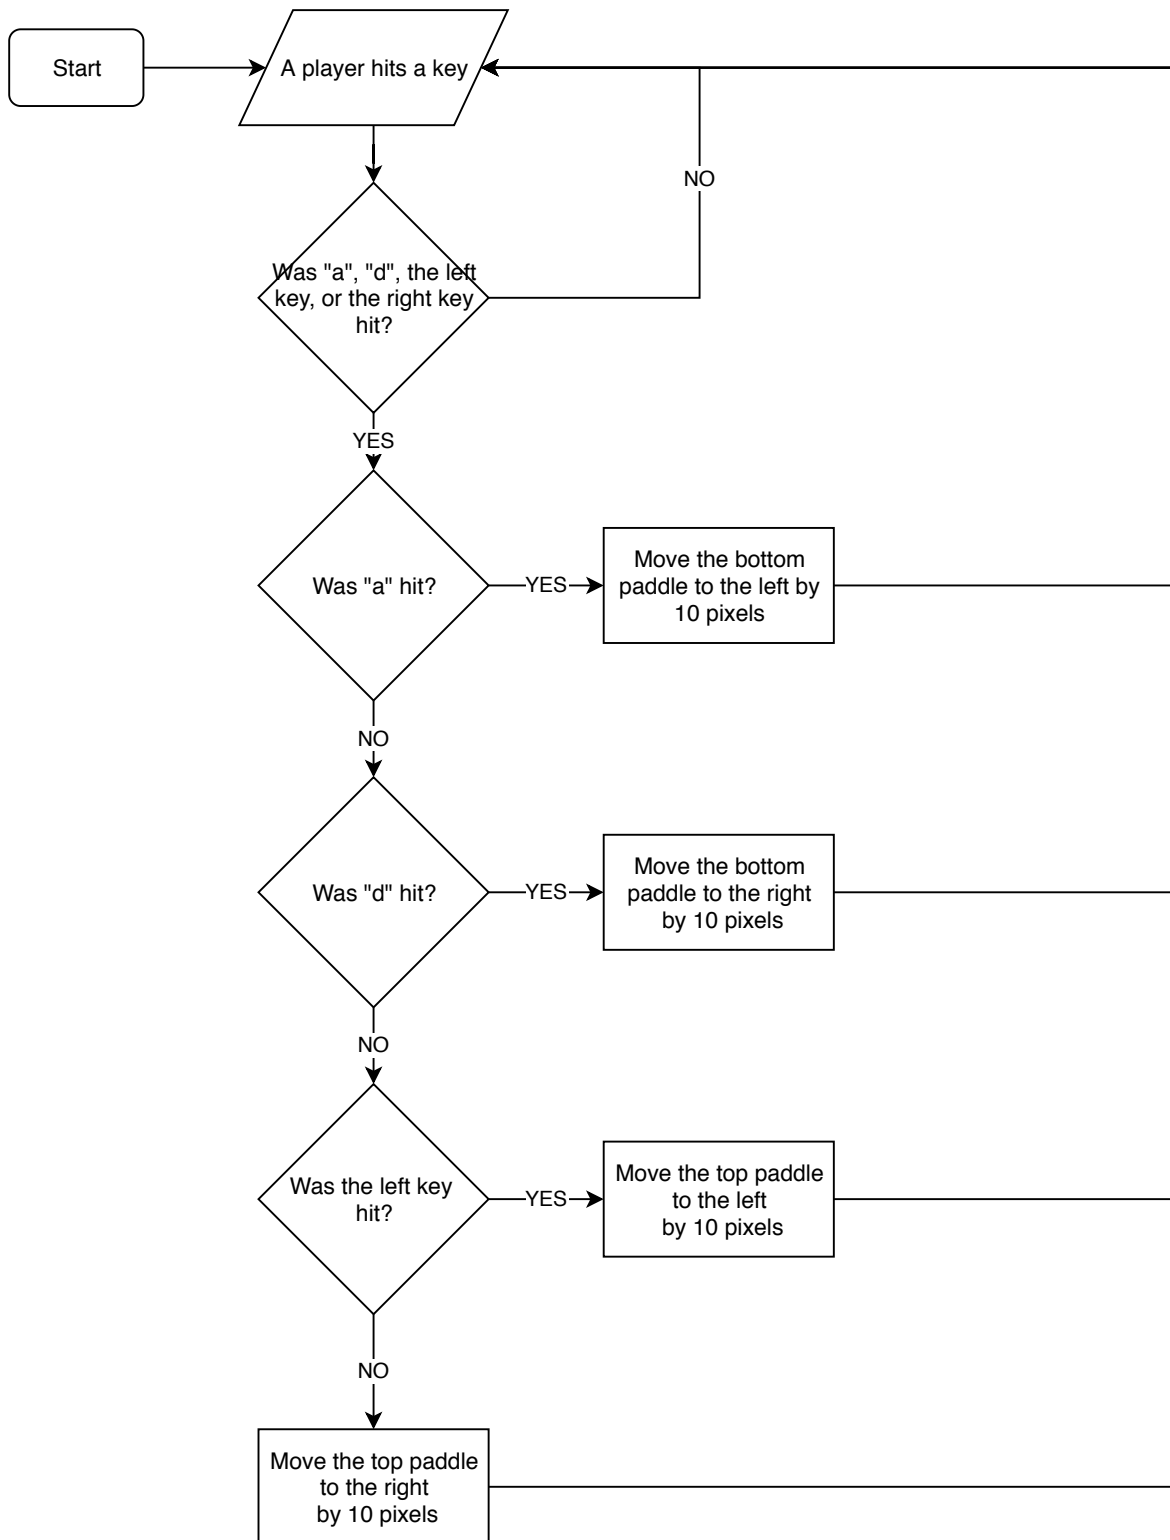 Start
A player hits a key
NO
Was "a", "d", the left
key, or the right key
hit?
YES
Was "a" hit?
YES
Move the bottom
paddle to the left by
10 pixels
NO
Was "d" hit?
YES
Move the bottom
paddle to the right
by 10 pixels
NO
Was the left key
hit?
YES
Move the top paddle
to the left
by 10 pixels
NO
Move the top paddle
to the right
by 10 pixels